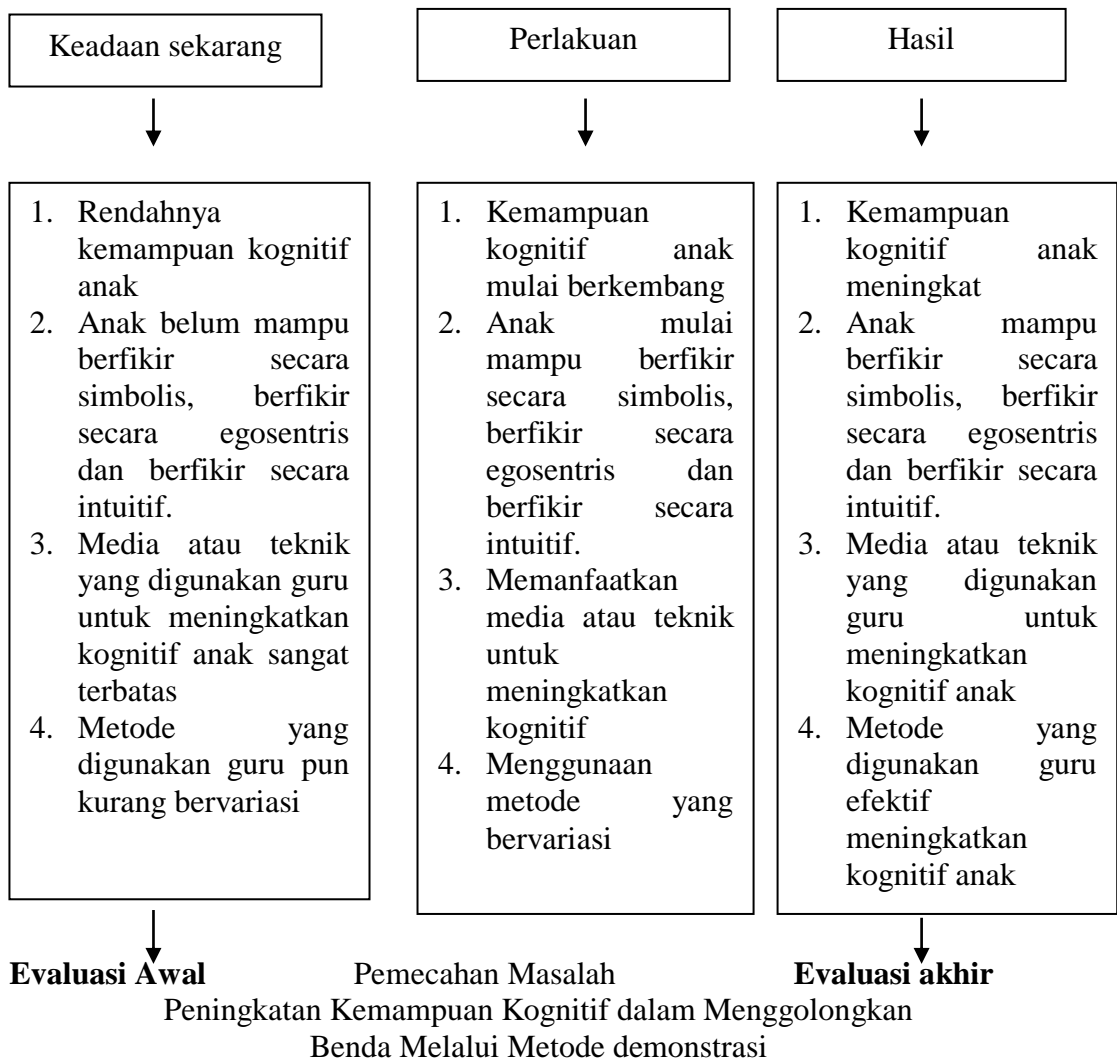 Keadaan sekarang
Perlakuan
Hasil
1. Rendahnya
kemampuan kognitif
anak
2. Anak belum mampu
berfikir secara
simbolis, berfikir
secara egosentris
dan berfikir secara
intuitif.
3. Media atau teknik
yang digunakan guru
untuk meningkatkan
kognitif anak sangat
terbatas
4. Metode yang
digunakan guru pun
kurang bervariasi
1. Kemampuan
kognitif anak
mulai berkembang
2. Anak mulai
mampu berfikir
secara simbolis,
berfikir secara
egosentris dan
berfikir secara
intuitif.
3. Memanfaatkan
media atau teknik
untuk
meningkatkan
kognitif
4. Menggunaan
metode yang
bervariasi
1. Kemampuan
kognitif anak
meningkat
2. Anak mampu
berfikir secara
simbolis, berfikir
secara egosentris
dan berfikir secara
intuitif.
3. Media atau teknik
yang digunakan
guru untuk
meningkatkan
kognitif anak
4. Metode yang
digunakan guru
efektif
meningkatkan
kognitif anak
Evaluasi Awal Pemecahan Masalah Evaluasi akhir
Peningkatan Kemampuan Kognitif dalam Menggolongkan
Benda Melalui Metode demonstrasi